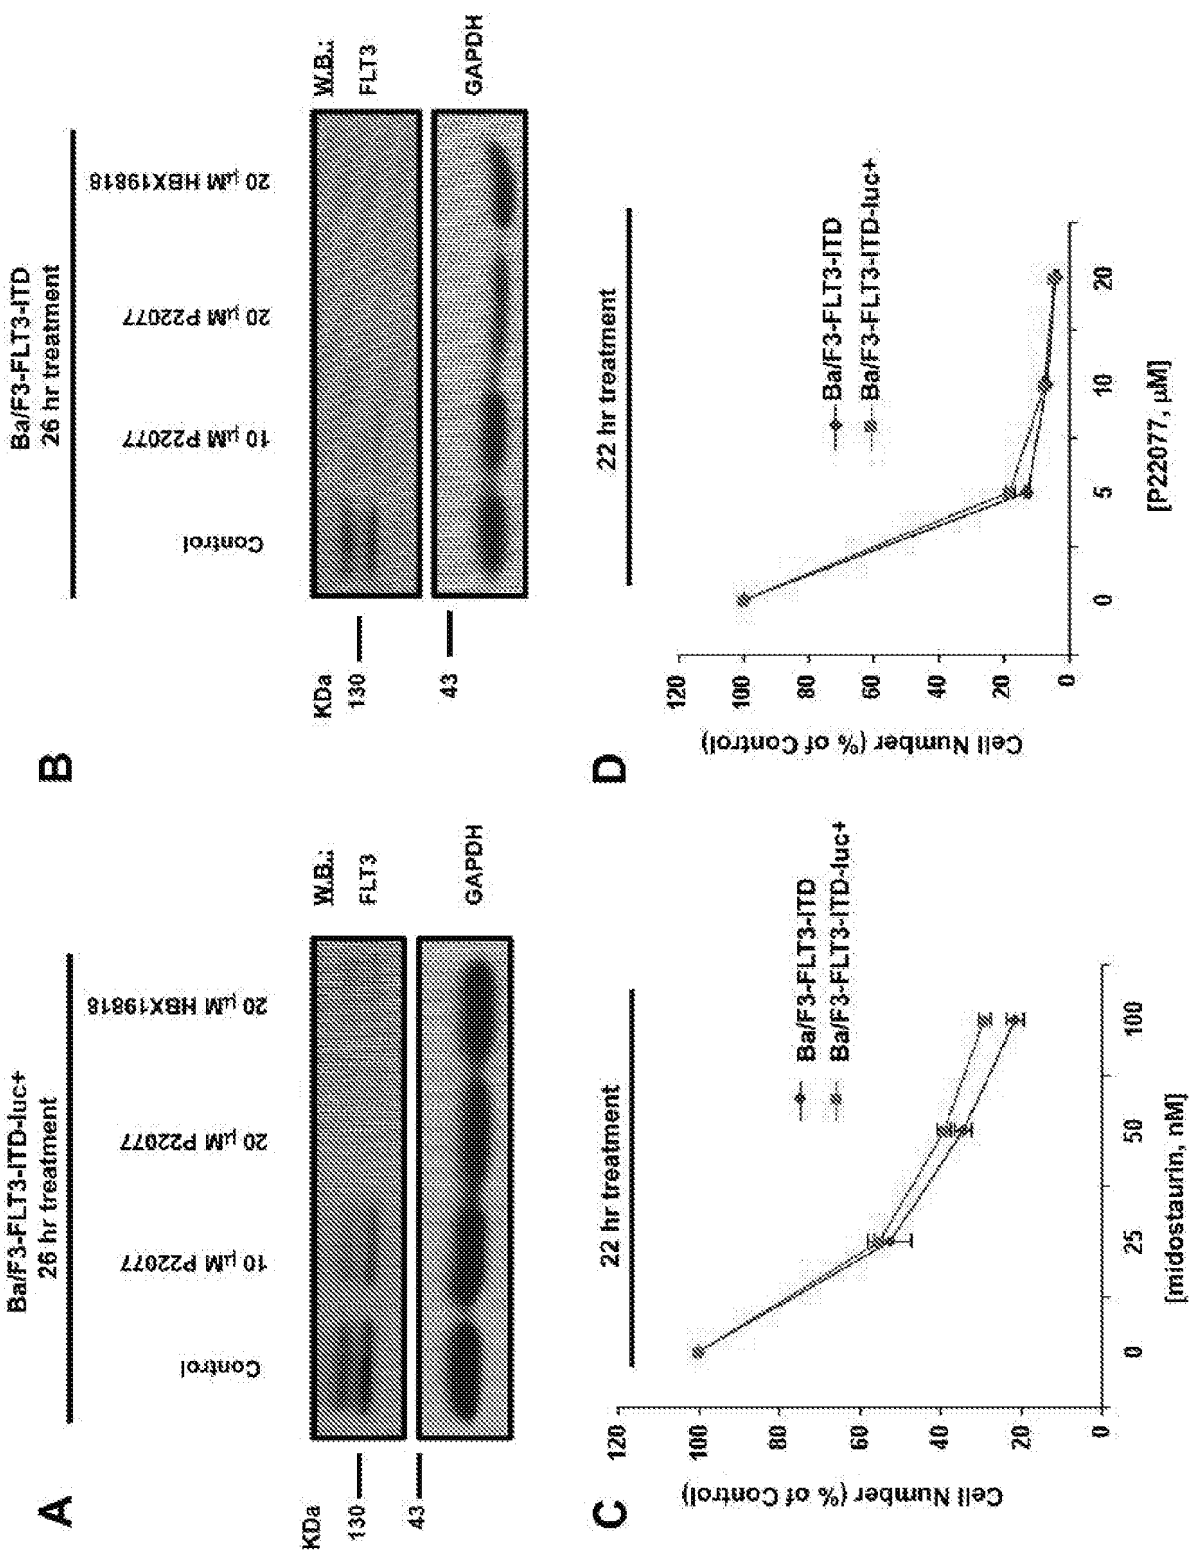 A
Ba/F3-FLT3-ITD-luc+
26 hr treatment
Control
10 µM P22077
20 µM P22077
20 µM HBX19818
KDa
130
43
W.B.:
FLT3
GAPDH
B
Ba/F3-FLT3-ITD
26 hr treatment
Control
10 µM P22077
20 µM P22077
20 µM HBX19818
KDa
130
43
W.B.:
FLT3
GAPDH
C
22 hr treatment
Cell Number (% of Control)
120
100
80
60
40
20
0
Ba/F3-FLT3-ITD
Ba/F3-FLT3-ITD-luc+
0
25
50
100
[midostaurin, nM]
D
22 hr treatment
Cell Number (% of Control)
120
100
80
60
40
20
0
Ba/F3-FLT3-ITD
Ba/F3-FLT3-ITD-luc+
0
5
10
20
[P22077, µM]